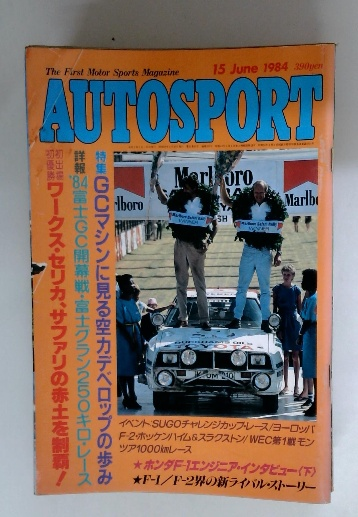 The First Motor Sports Magazine
15 June 1984 390yen
AUTOSPORT
特集 GCマシンに見る空力デベロップの歩み
詳報 '84富士GC開幕戦・富士グラン250キロ・レース
初出場初優勝 ワークス・セリカ、サファリの赤土を制覇!
Marlboro
Marlboro
Marlb
TOYOTA
イベント:SUGOチャレンジカップ・レース/ヨーロッパ
F-2・ホッケンハイム&スラクストン/WEC第1戦モン
ツァ1000kmレース
★ホンダF-1エンジニア・インタビュー〈下〉
★F-1/F-2界の新ライバル・ストーリー